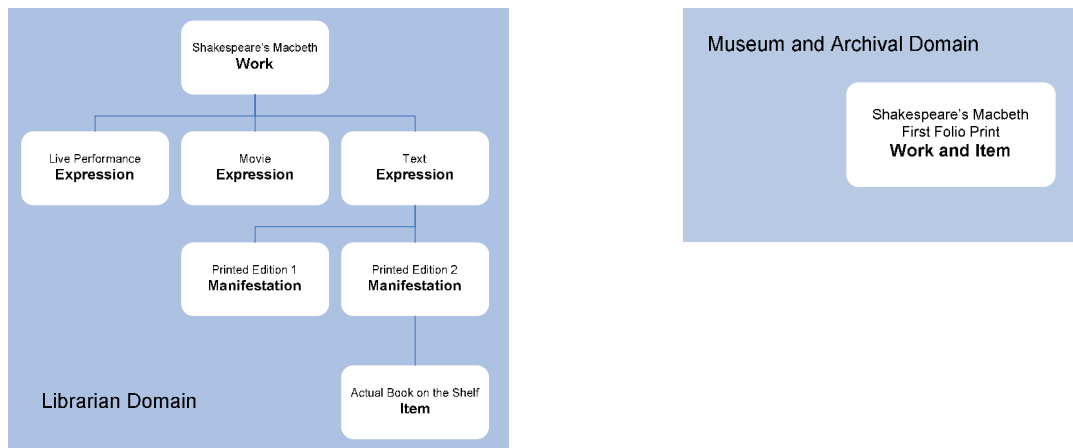 Shakespeare's Macbeth
Work
Live Performance
Expression
Movie
Expression
Text
Expression
Printed Edition 1
Manifestation
Printed Edition 2
Manifestation
Actual Book on the Shelf
Item
Librarian Domain
Museum and Archival Domain
Shakespeare's Macbeth
First Folio Print
Work and Item